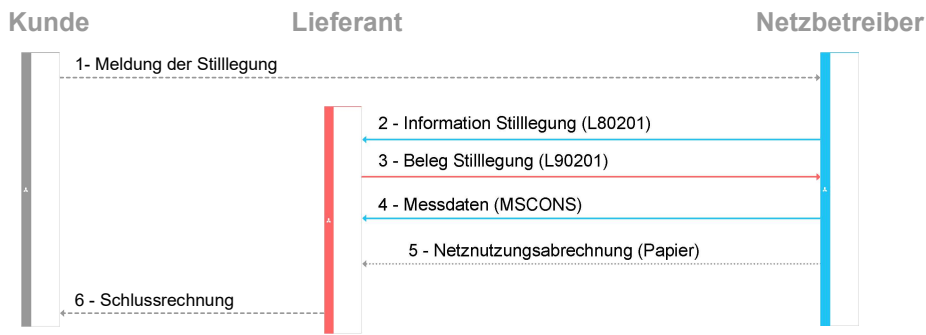 Kunde Lieferant Netzbetreiber
1- Meldung der Stilllegung
2 - Information Stilllegung (L80201)
3 - Beleg Stilllegung (L90201)
4 - Messdaten (MSCONS)
5 - Netznutzungsabrechnung (Papier)
6 - Schlussrechnung